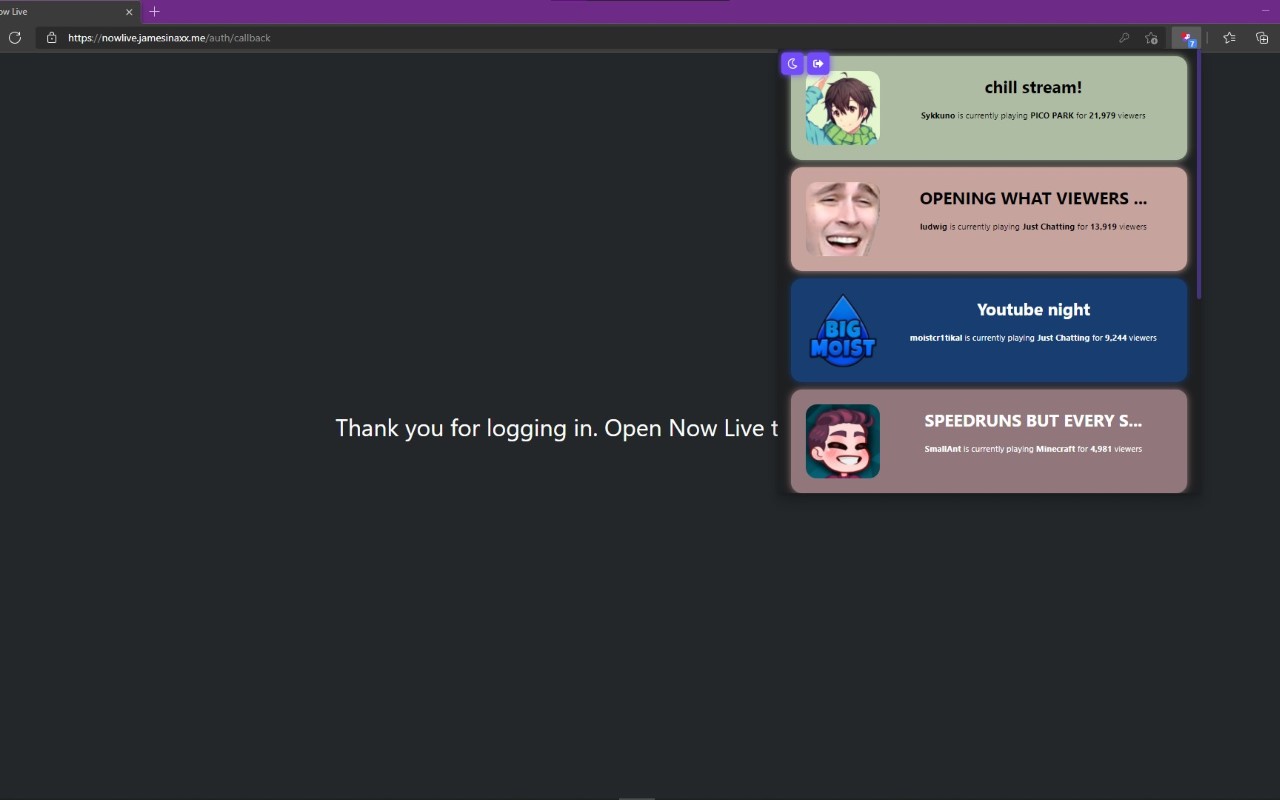 ow Live
https://nowlive.jamesinaxx.me/auth/callback
7
chill stream!
Sykkuno is currently playing PICO PARK for 21,979 viewers
OPENING WHAT VIEWERS ...
ludwig is currently playing Just Chatting for 13,919 viewers
BIG
MOIST
Youtube night
moistcr1tikal is currently playing Just Chatting for 9,244 viewers
Thank you for logging in. Open Now Live t
SPEEDRUNS BUT EVERY S...
SmallAnt is currently playing Minecraft for 4,981 viewers